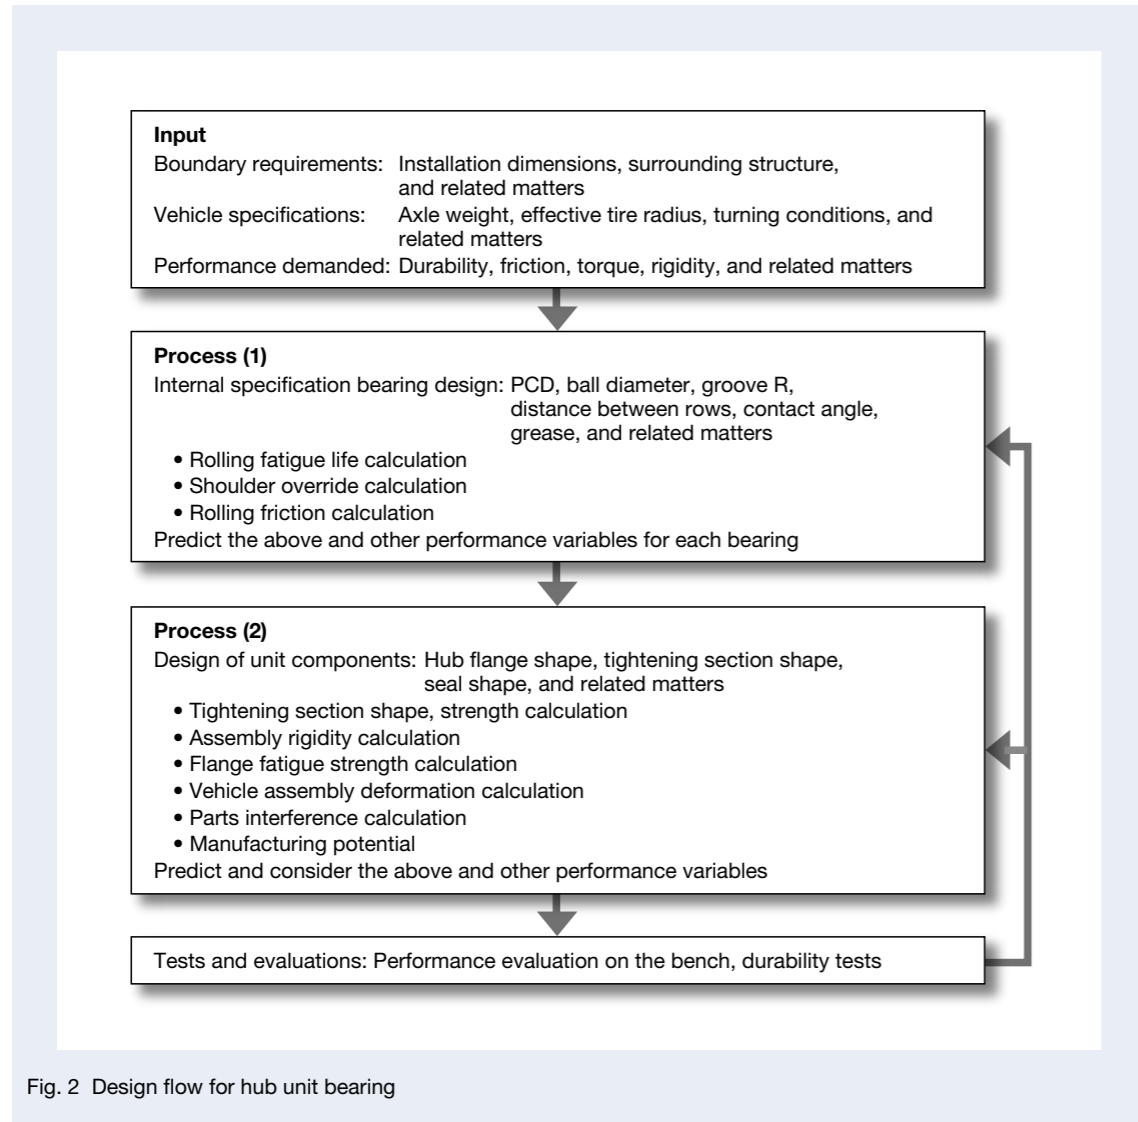 Input
Boundary requirements: Installation dimensions, surrounding structure,
and related matters
Vehicle specifications: Axle weight, effective tire radius, turning conditions, and
related matters
Performance demanded: Durability, friction, torque, rigidity, and related matters
Process (1)
Internal specification bearing design: PCD, ball diameter, groove R,
distance between rows, contact angle,
grease, and related matters
• Rolling fatigue life calculation
• Shoulder override calculation
• Rolling friction calculation
Predict the above and other performance variables for each bearing
Process (2)
Design of unit components: Hub flange shape, tightening section shape,
seal shape, and related matters
• Tightening section shape, strength calculation
• Assembly rigidity calculation
• Flange fatigue strength calculation
• Vehicle assembly deformation calculation
• Parts interference calculation
• Manufacturing potential
Predict and consider the above and other performance variables
Tests and evaluations: Performance evaluation on the bench, durability tests
Fig. 2 Design flow for hub unit bearing